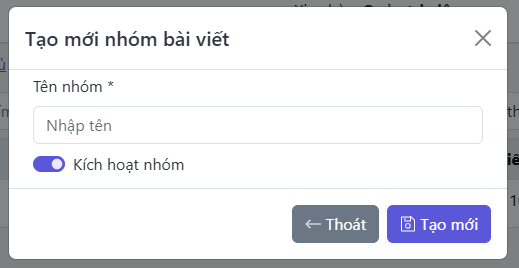 Tạo mới nhóm bài viết
Tên nhóm *
Nhập tên
Kích hoạt nhóm
Thoát
Tạo mới